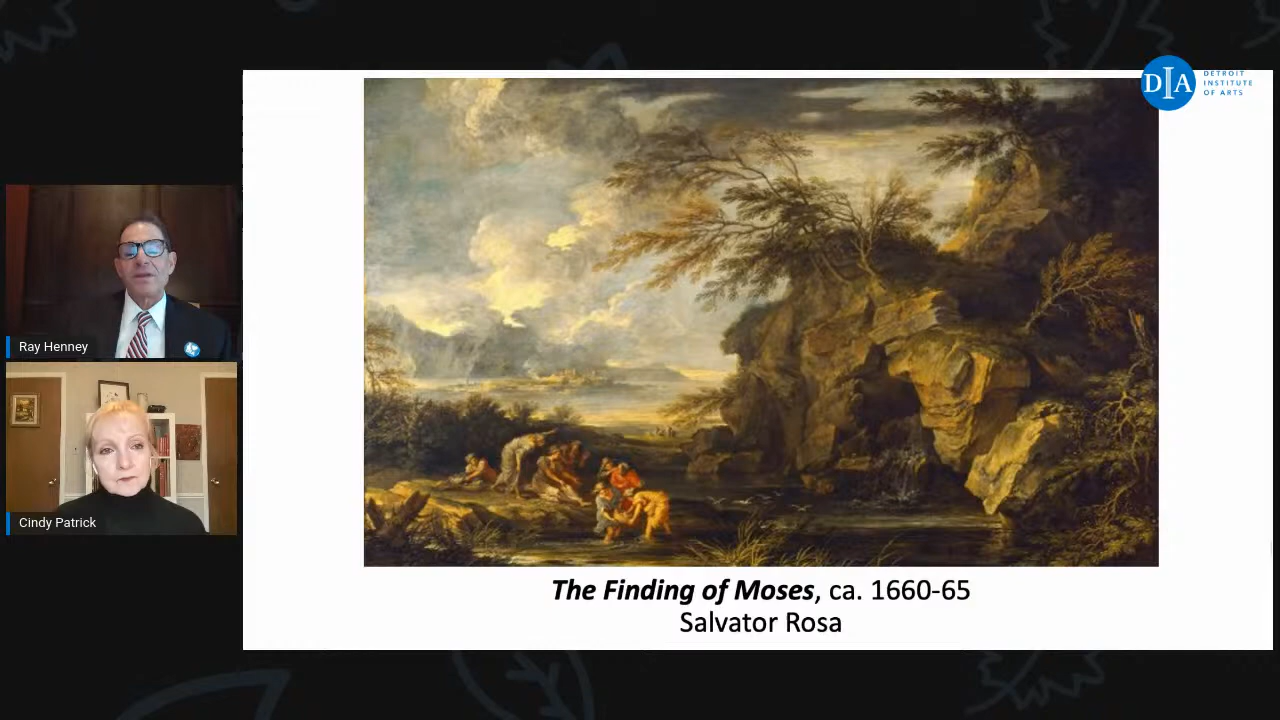 DIA
DETROIT
INSTITUTE
OF ARTS
Ray Henney
Cindy Patrick
The Finding of Moses, ca. 1660-65
Salvator Rosa